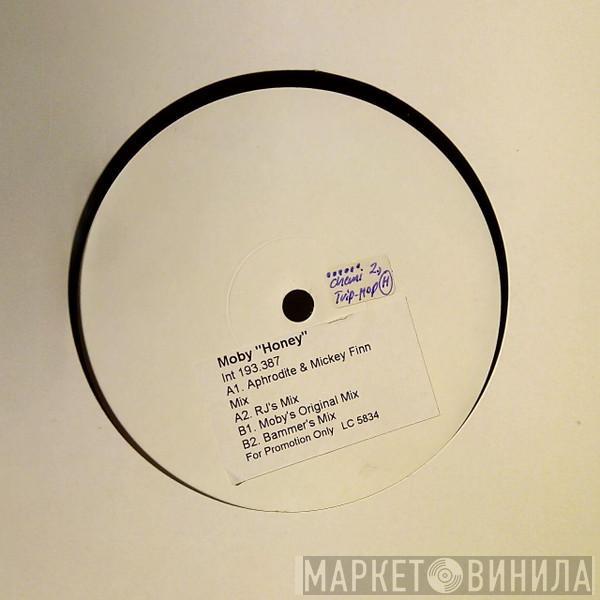 chemi 2,
Trip-Hop H
Moby "Honey"
Int 193.387
A1. Aphrodite & Mickey Finn
Mix
A2. RJ's Mix
B1. Moby's Original Mix
B2. Bammer's Mix
For Promotion Only LC 5834
МАРКЕТ ВИНИЛА